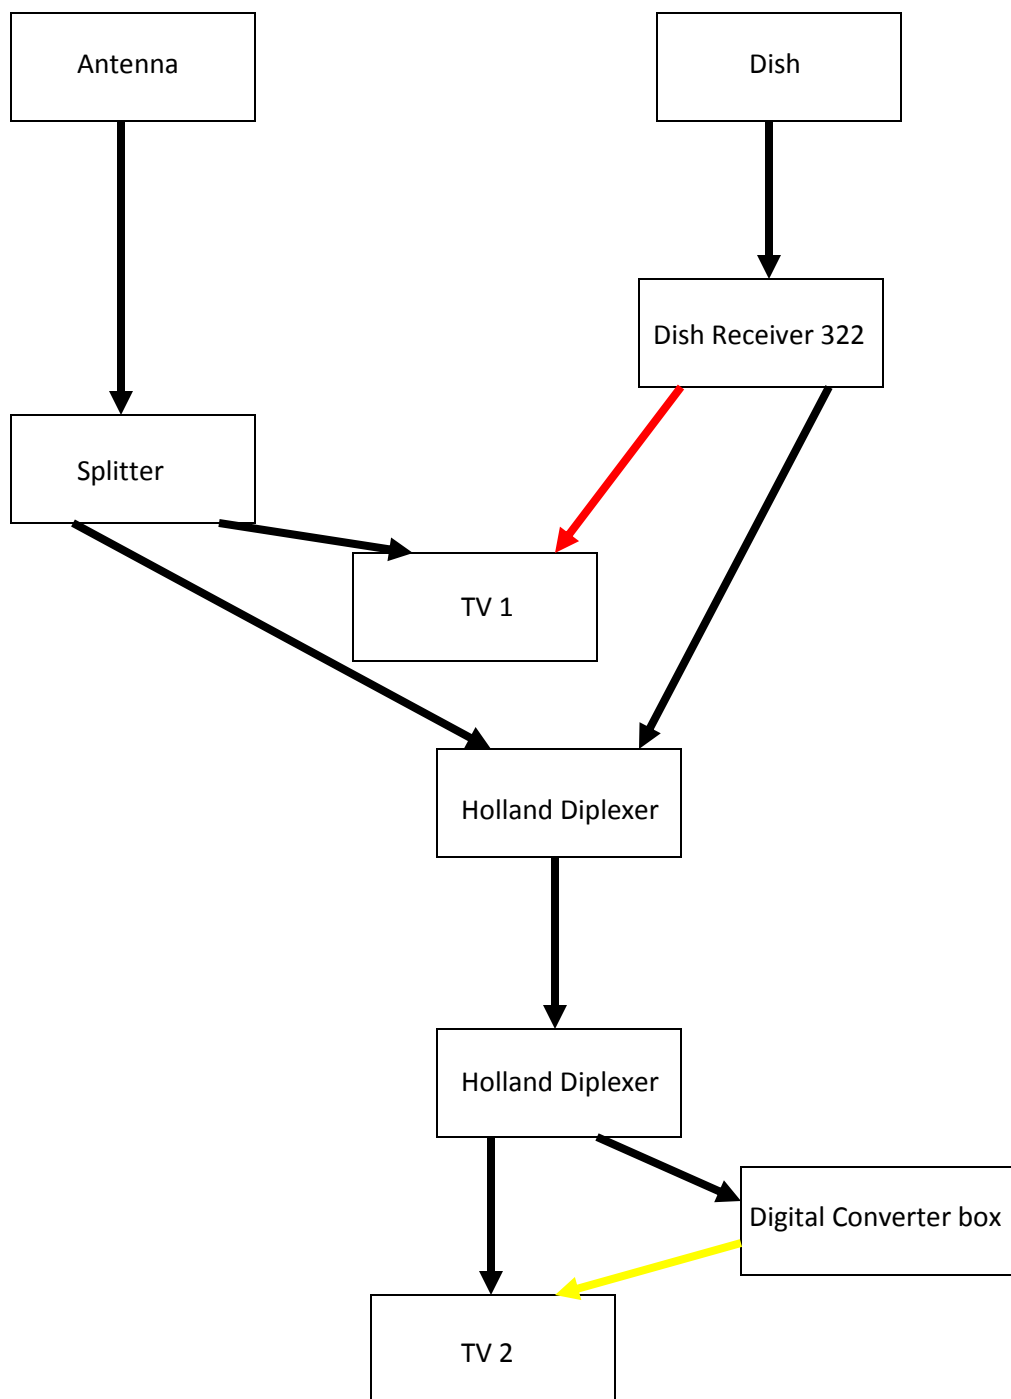 Antenna
Dish
Dish Receiver 322
Splitter
TV 1
Holland Diplexer
Holland Diplexer
Digital Converter box
TV 2